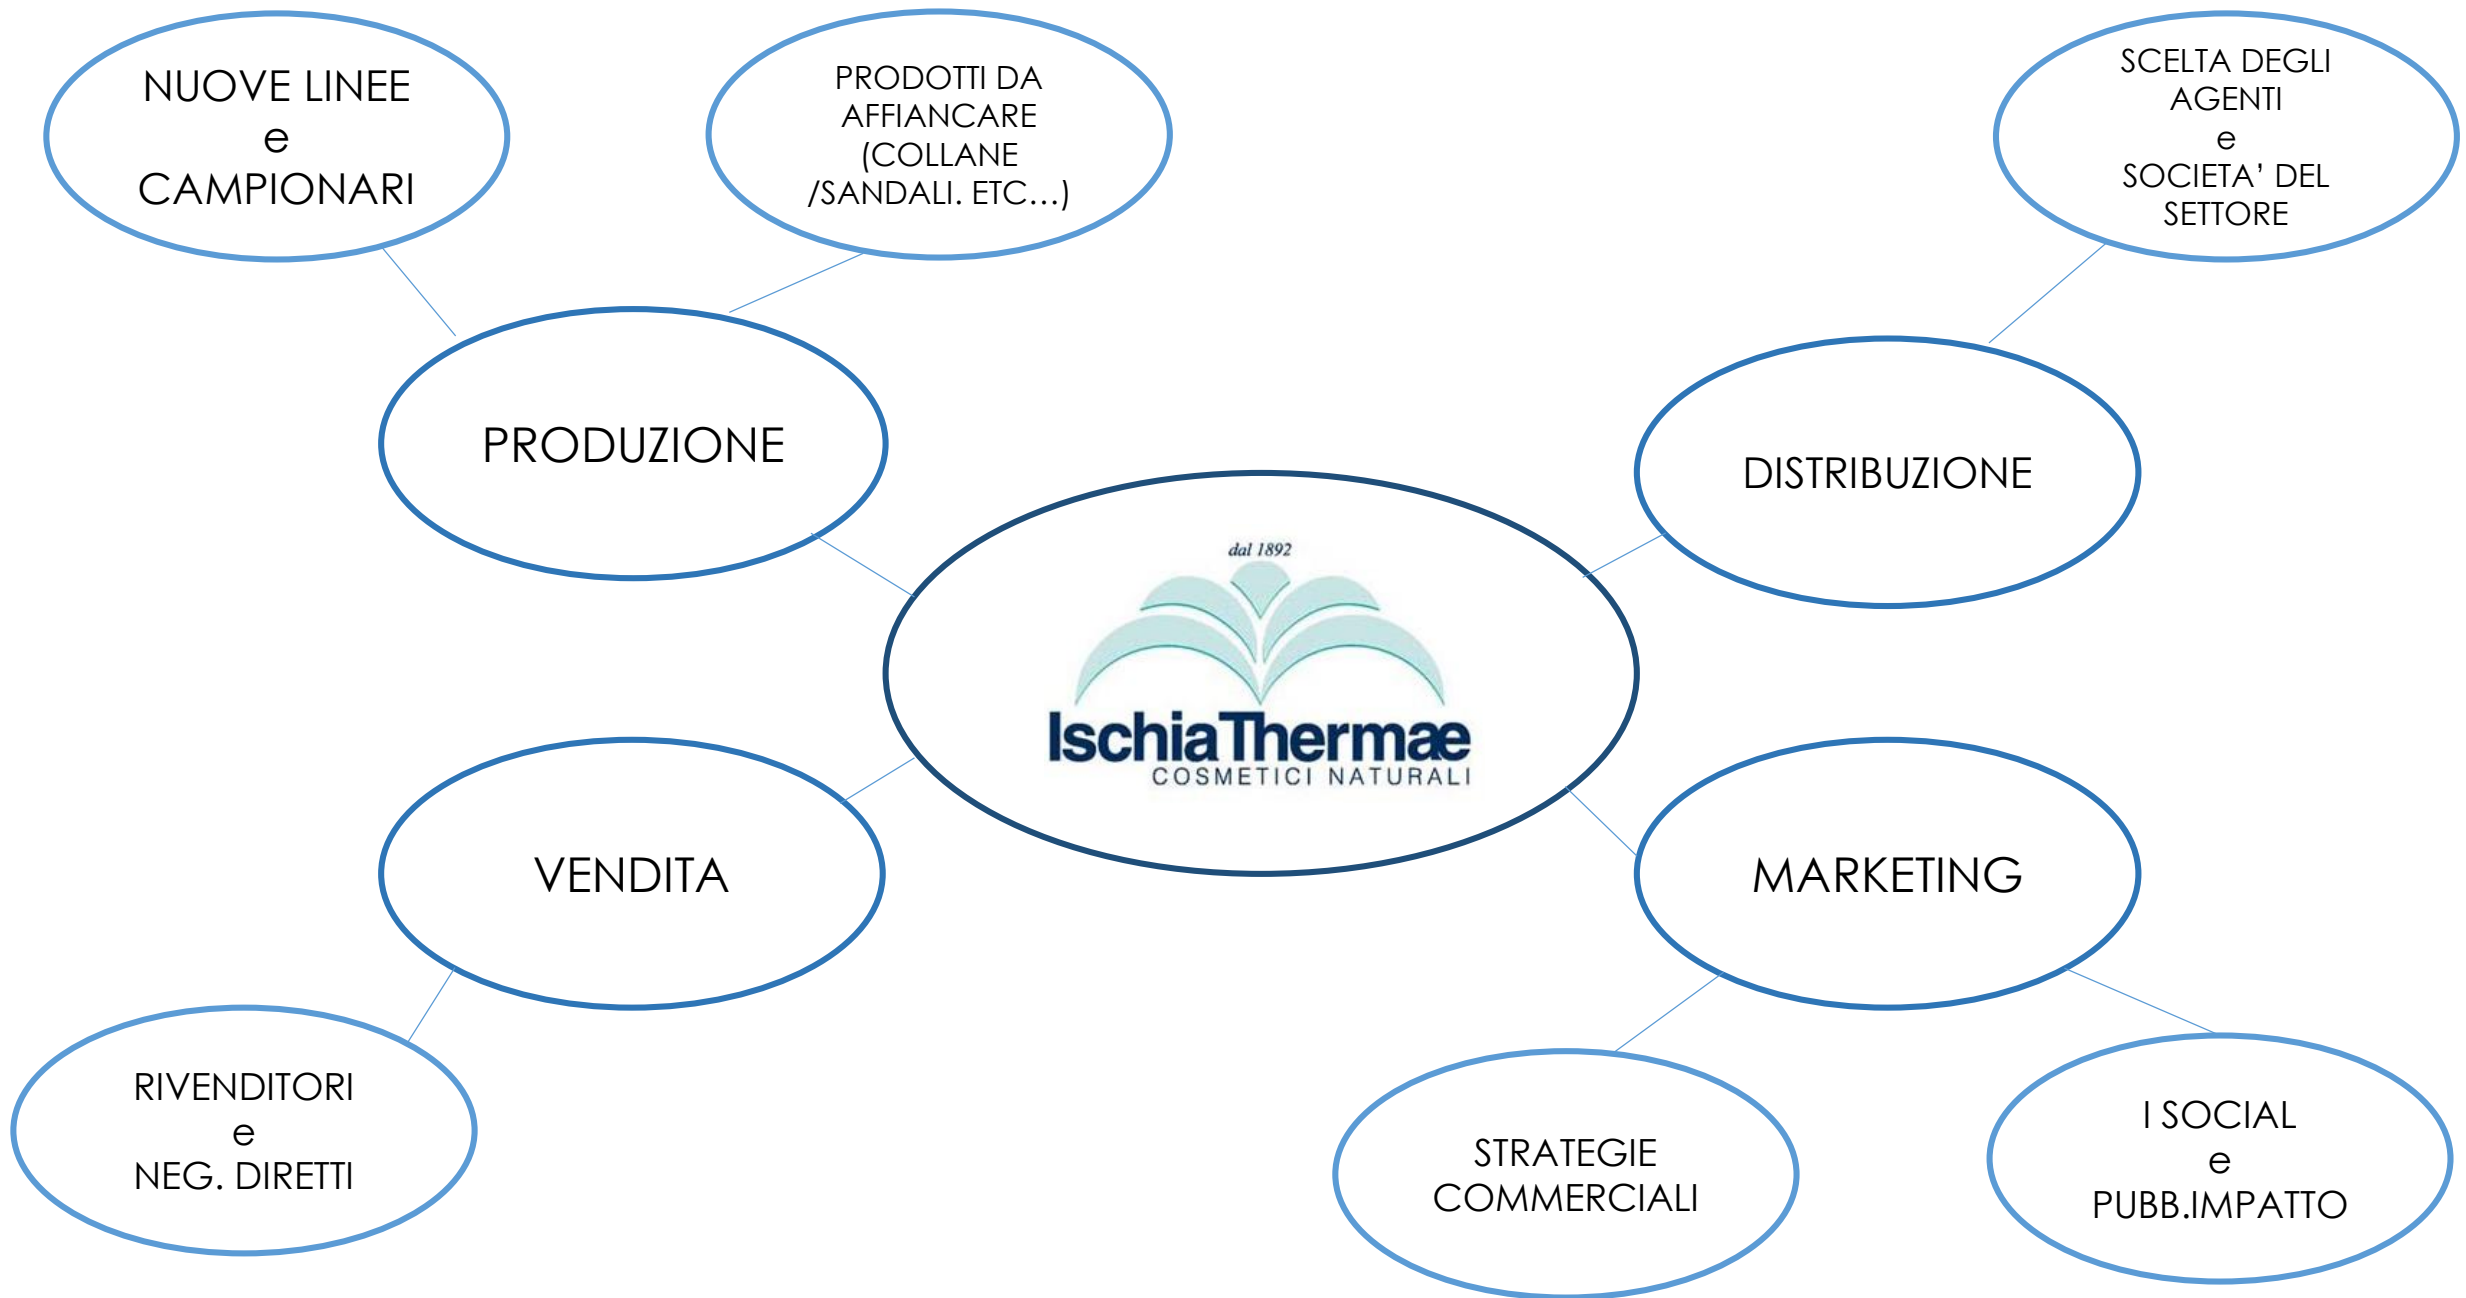 NUOVE LINEE
e
CAMPIONARI
PRODOTTI DA
AFFIANCARE
(COLLANE
/SANDALI. ETC...)
SCELTA DEGLI
AGENTI
e
SOCIETA’ DEL
SETTORE
PRODUZIONE
DISTRIBUZIONE
dal 1892
IschiaThermæ
COSMETICI NATURALI
VENDITA
MARKETING
RIVENDITORI
e
NEG. DIRETTI
STRATEGIE
COMMERCIALI
I SOCIAL
e
PUBB.IMPATTO